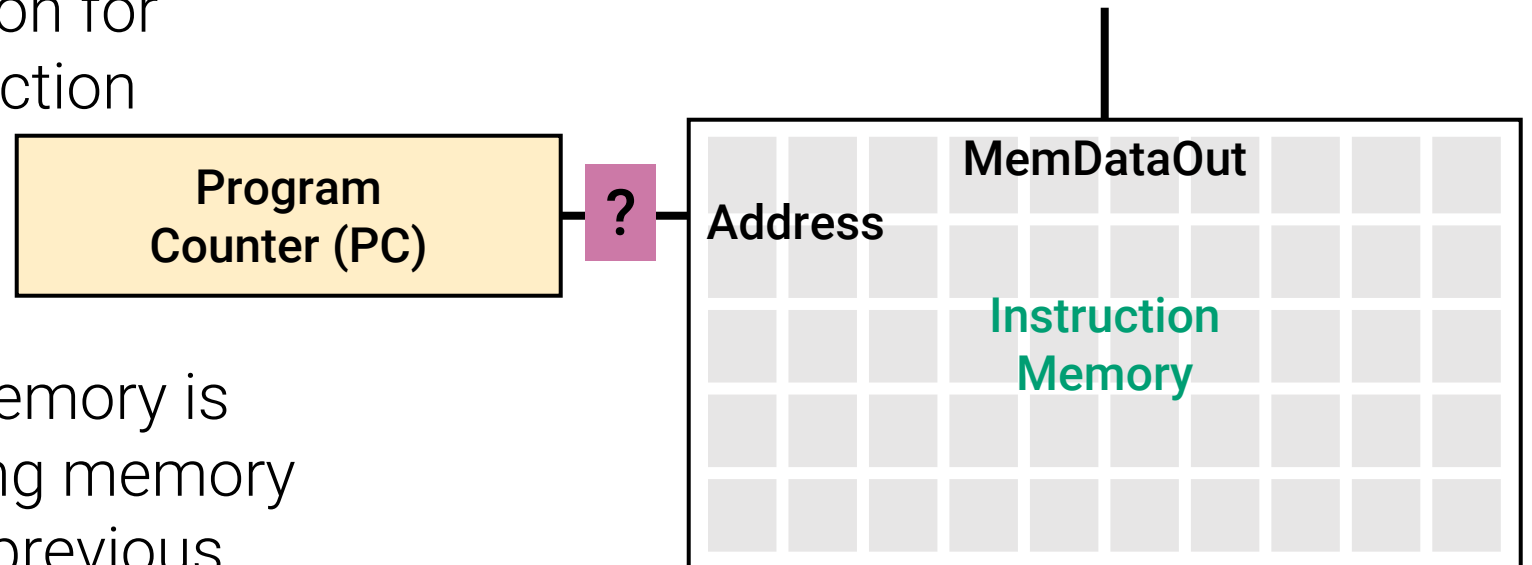 on for
ction
Program
Counter (PC)
?
MemDataOut
Address
Instruction
Memory
emory is
ng memory
previous